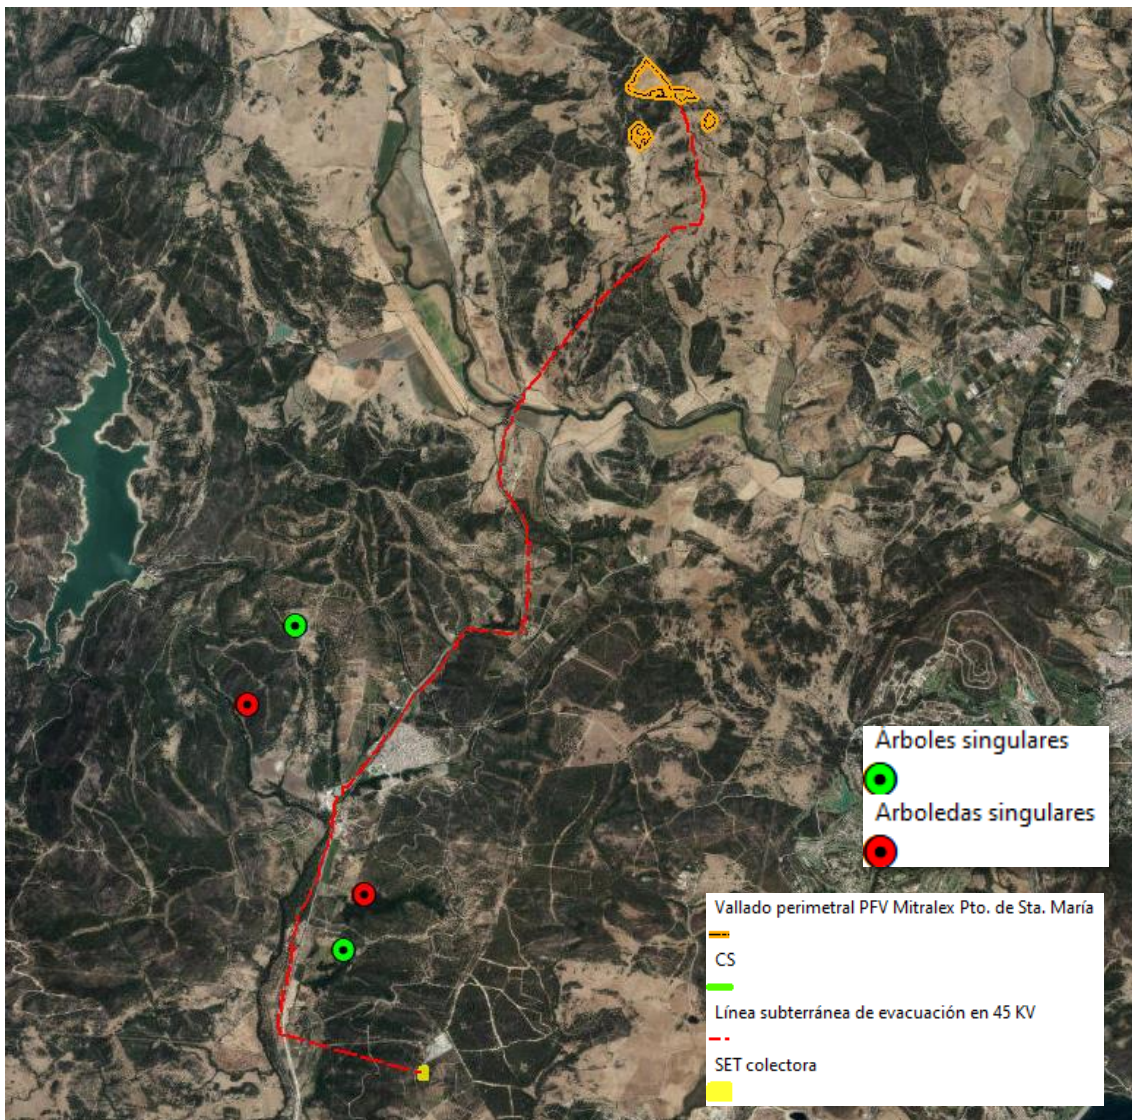 Árboles singulares
Arboledas singulares
Vallado perimetral PFV Mitralex Pto. de Sta. María
CS
Línea subterránea de evacuación en 45 KV
SET colectora